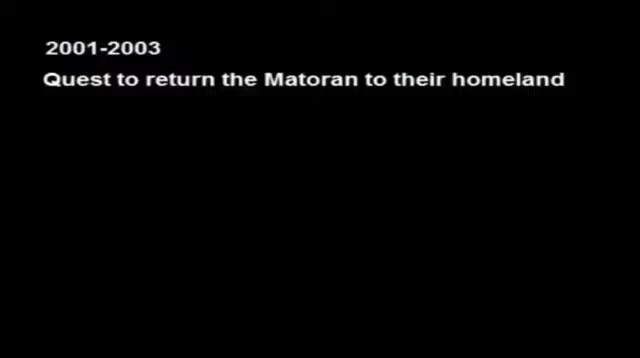 2001-2003
Quest to return the Matoran to their homeland